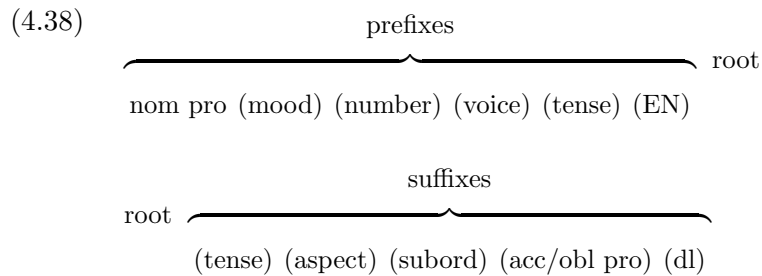 (4.38)
prefixes
root
nom pro (mood) (number) (voice) (tense) (EN)
suffixes
root
(tense) (aspect) (subord) (acc/obl pro) (dl)